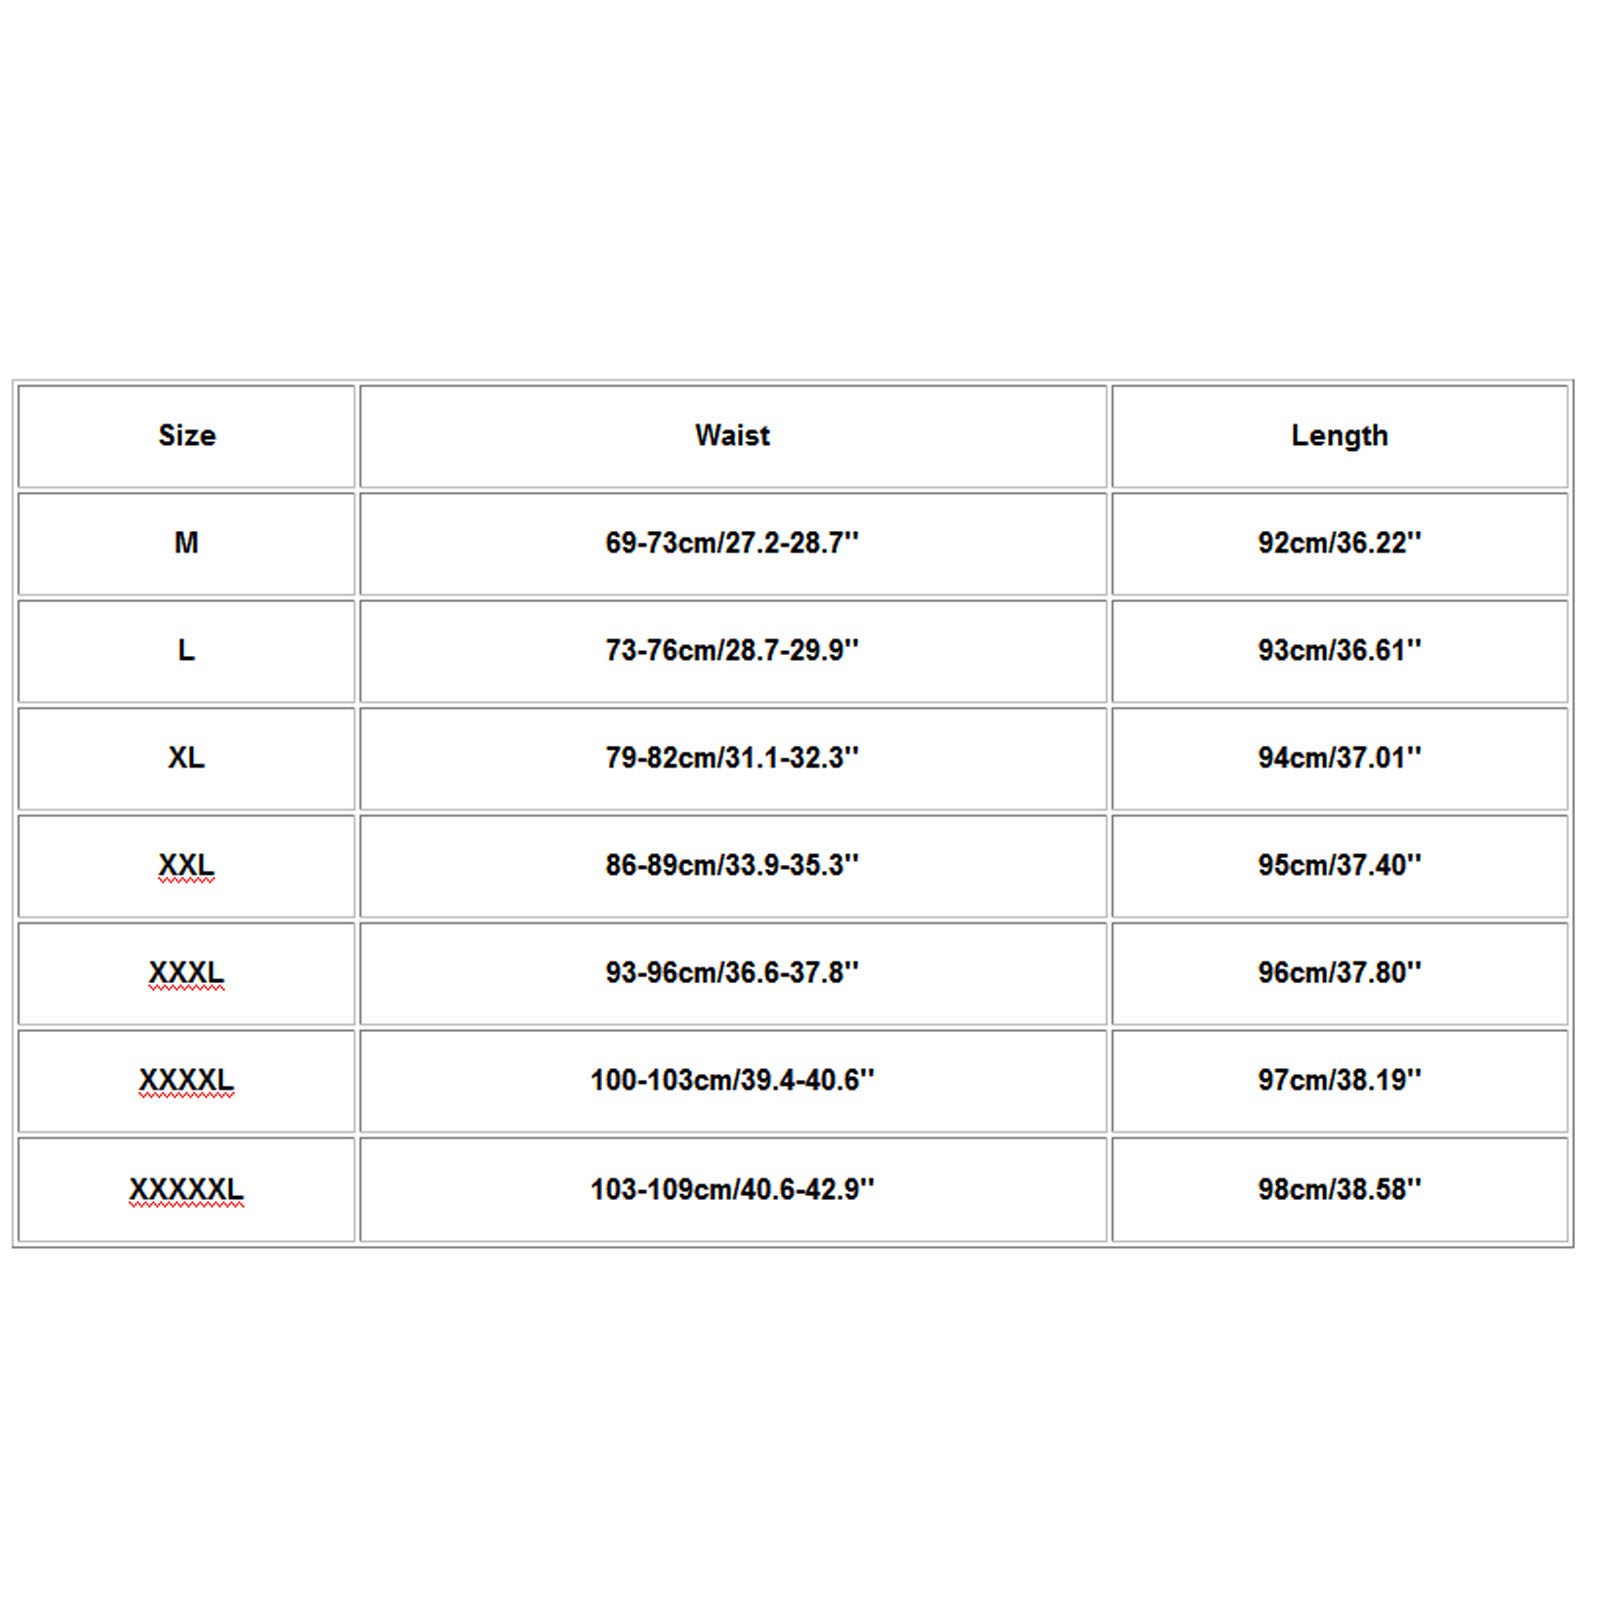 Size Waist Length
M 69-73cm/27.2-28.7'' 92cm/36.22''
L 73-76cm/28.7-29.9'' 93cm/36.61''
XL 79-82cm/31.1-32.3'' 94cm/37.01''
XXL 86-89cm/33.9-35.3'' 95cm/37.40''
XXXL 93-96cm/36.6-37.8'' 96cm/37.80''
XXXXL 100-103cm/39.4-40.6'' 97cm/38.19''
XXXXXL 103-109cm/40.6-42.9'' 98cm/38.58''